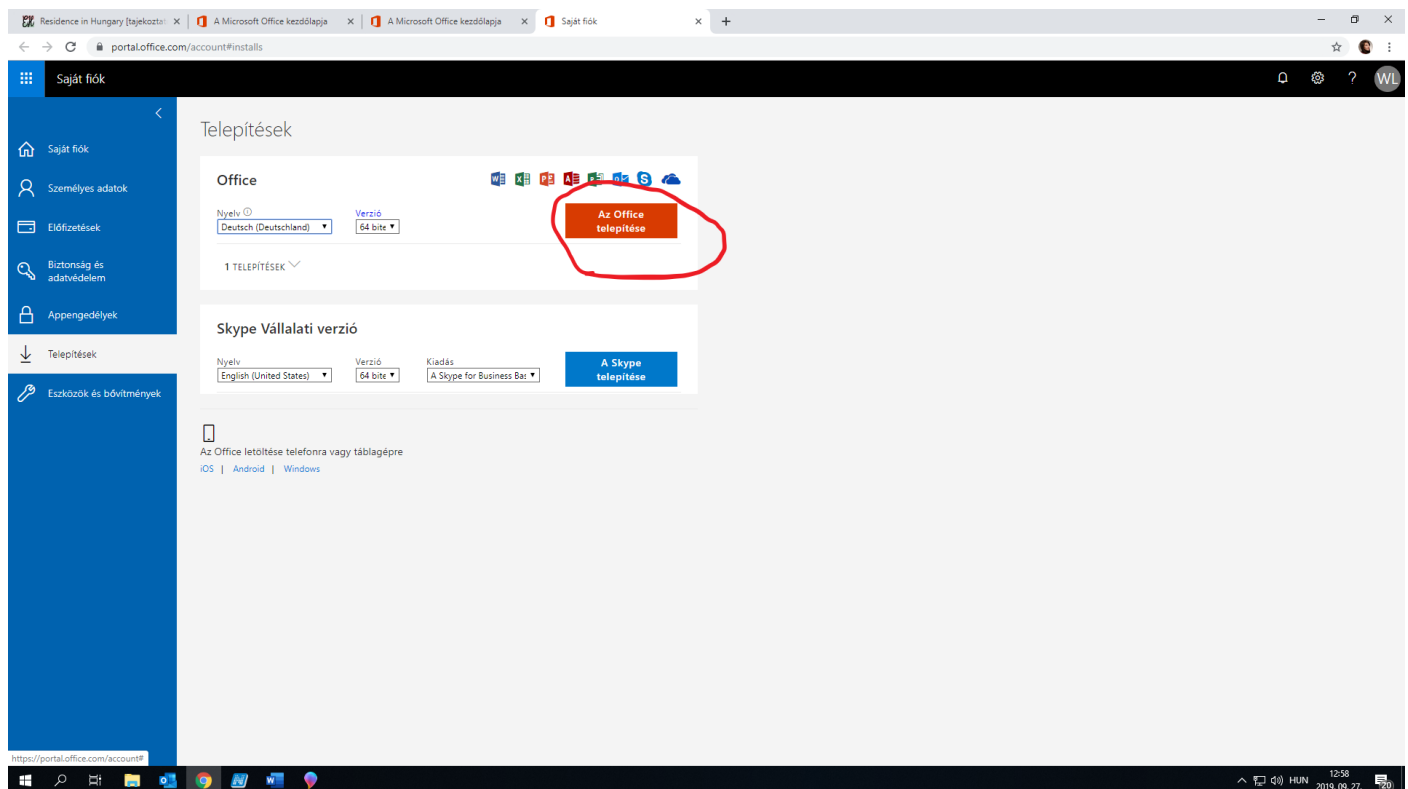 Residence in Hungary [tajekoztat
A Microsoft Office kezdőlapja
A Microsoft Office kezdőlapja
Saját fiók
portal.office.com/account#installs
Saját fiók
WL
Telepítések
Saját fiók
Személyes adatok
Előfizetések
Biztonság és
adatvédelem
Appengedélyek
Telepítések
Eszközök és bővítmények
Office
Nyelv
Verzió
Deutsch (Deutschland)
64 bite
Az Office
telepítése
1 TELEPÍTÉSEK
Skype Vállalati verzió
Nyelv
Verzió
Kiadás
English (United States)
64 bite
A Skype for Business Bas
A Skype
telepítése
Az Office letöltése telefonra vagy táblagépre
iOS | Android | Windows
https://portal.office.com/account#
HUN
12:58
2019. 09. 27.
20